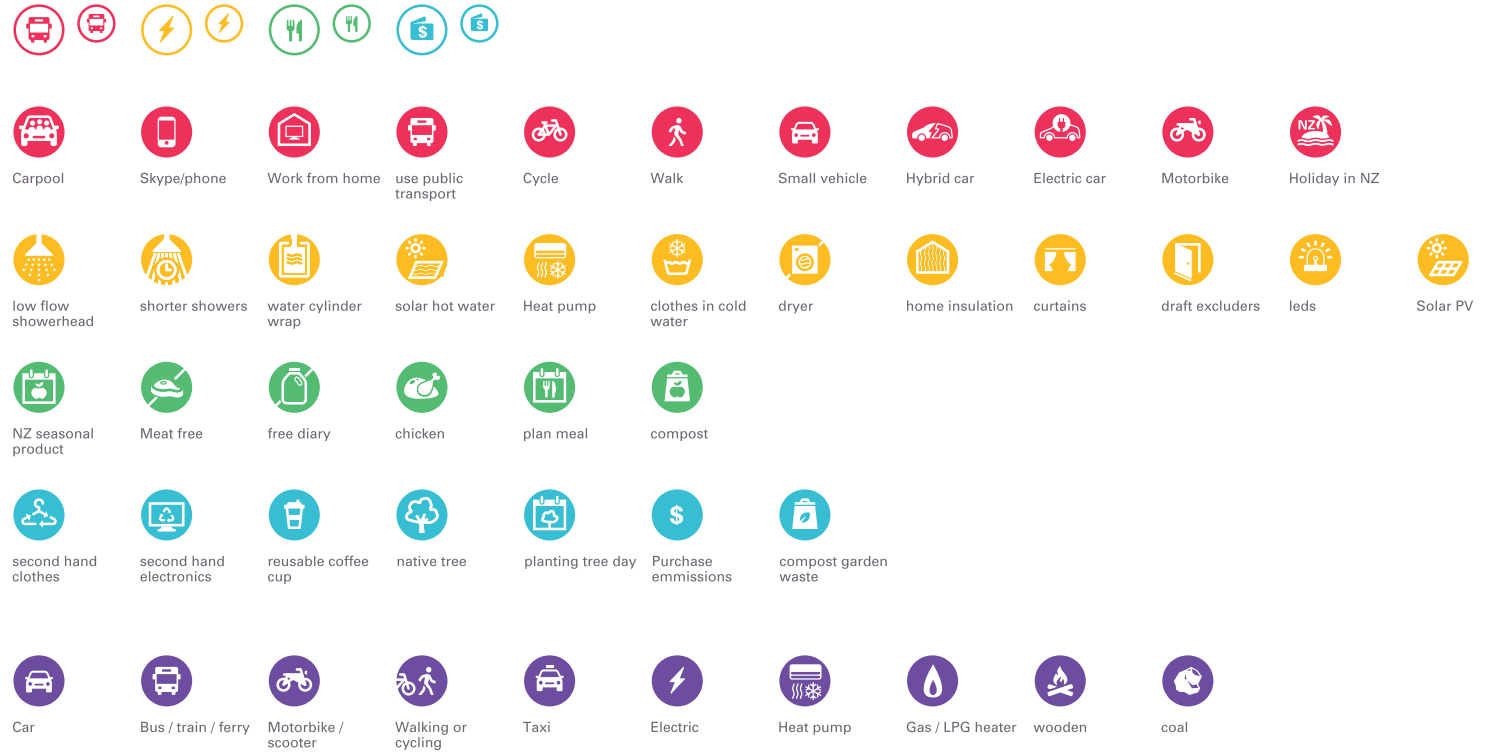 $ $
NZ
Carpool Skype/phone Work from home use public Cycle Walk Small vehicle Hybrid car Electric car Motorbike Holiday in NZ
transport
low flow shorter showers water cylinder solar hot water Heat pump clothes in cold dryer home insulation curtains draft excluders leds Solar PV
showerhead wrap water
NZ seasonal Meat free free diary chicken plan meal compost
product
$
second hand second hand reusable coffee native tree planting tree day Purchase compost garden
clothes electronics cup emmissions waste
Car Bus / train / ferry Motorbike / Walking or Taxi Electric Heat pump Gas / LPG heater wooden coal
scooter cycling